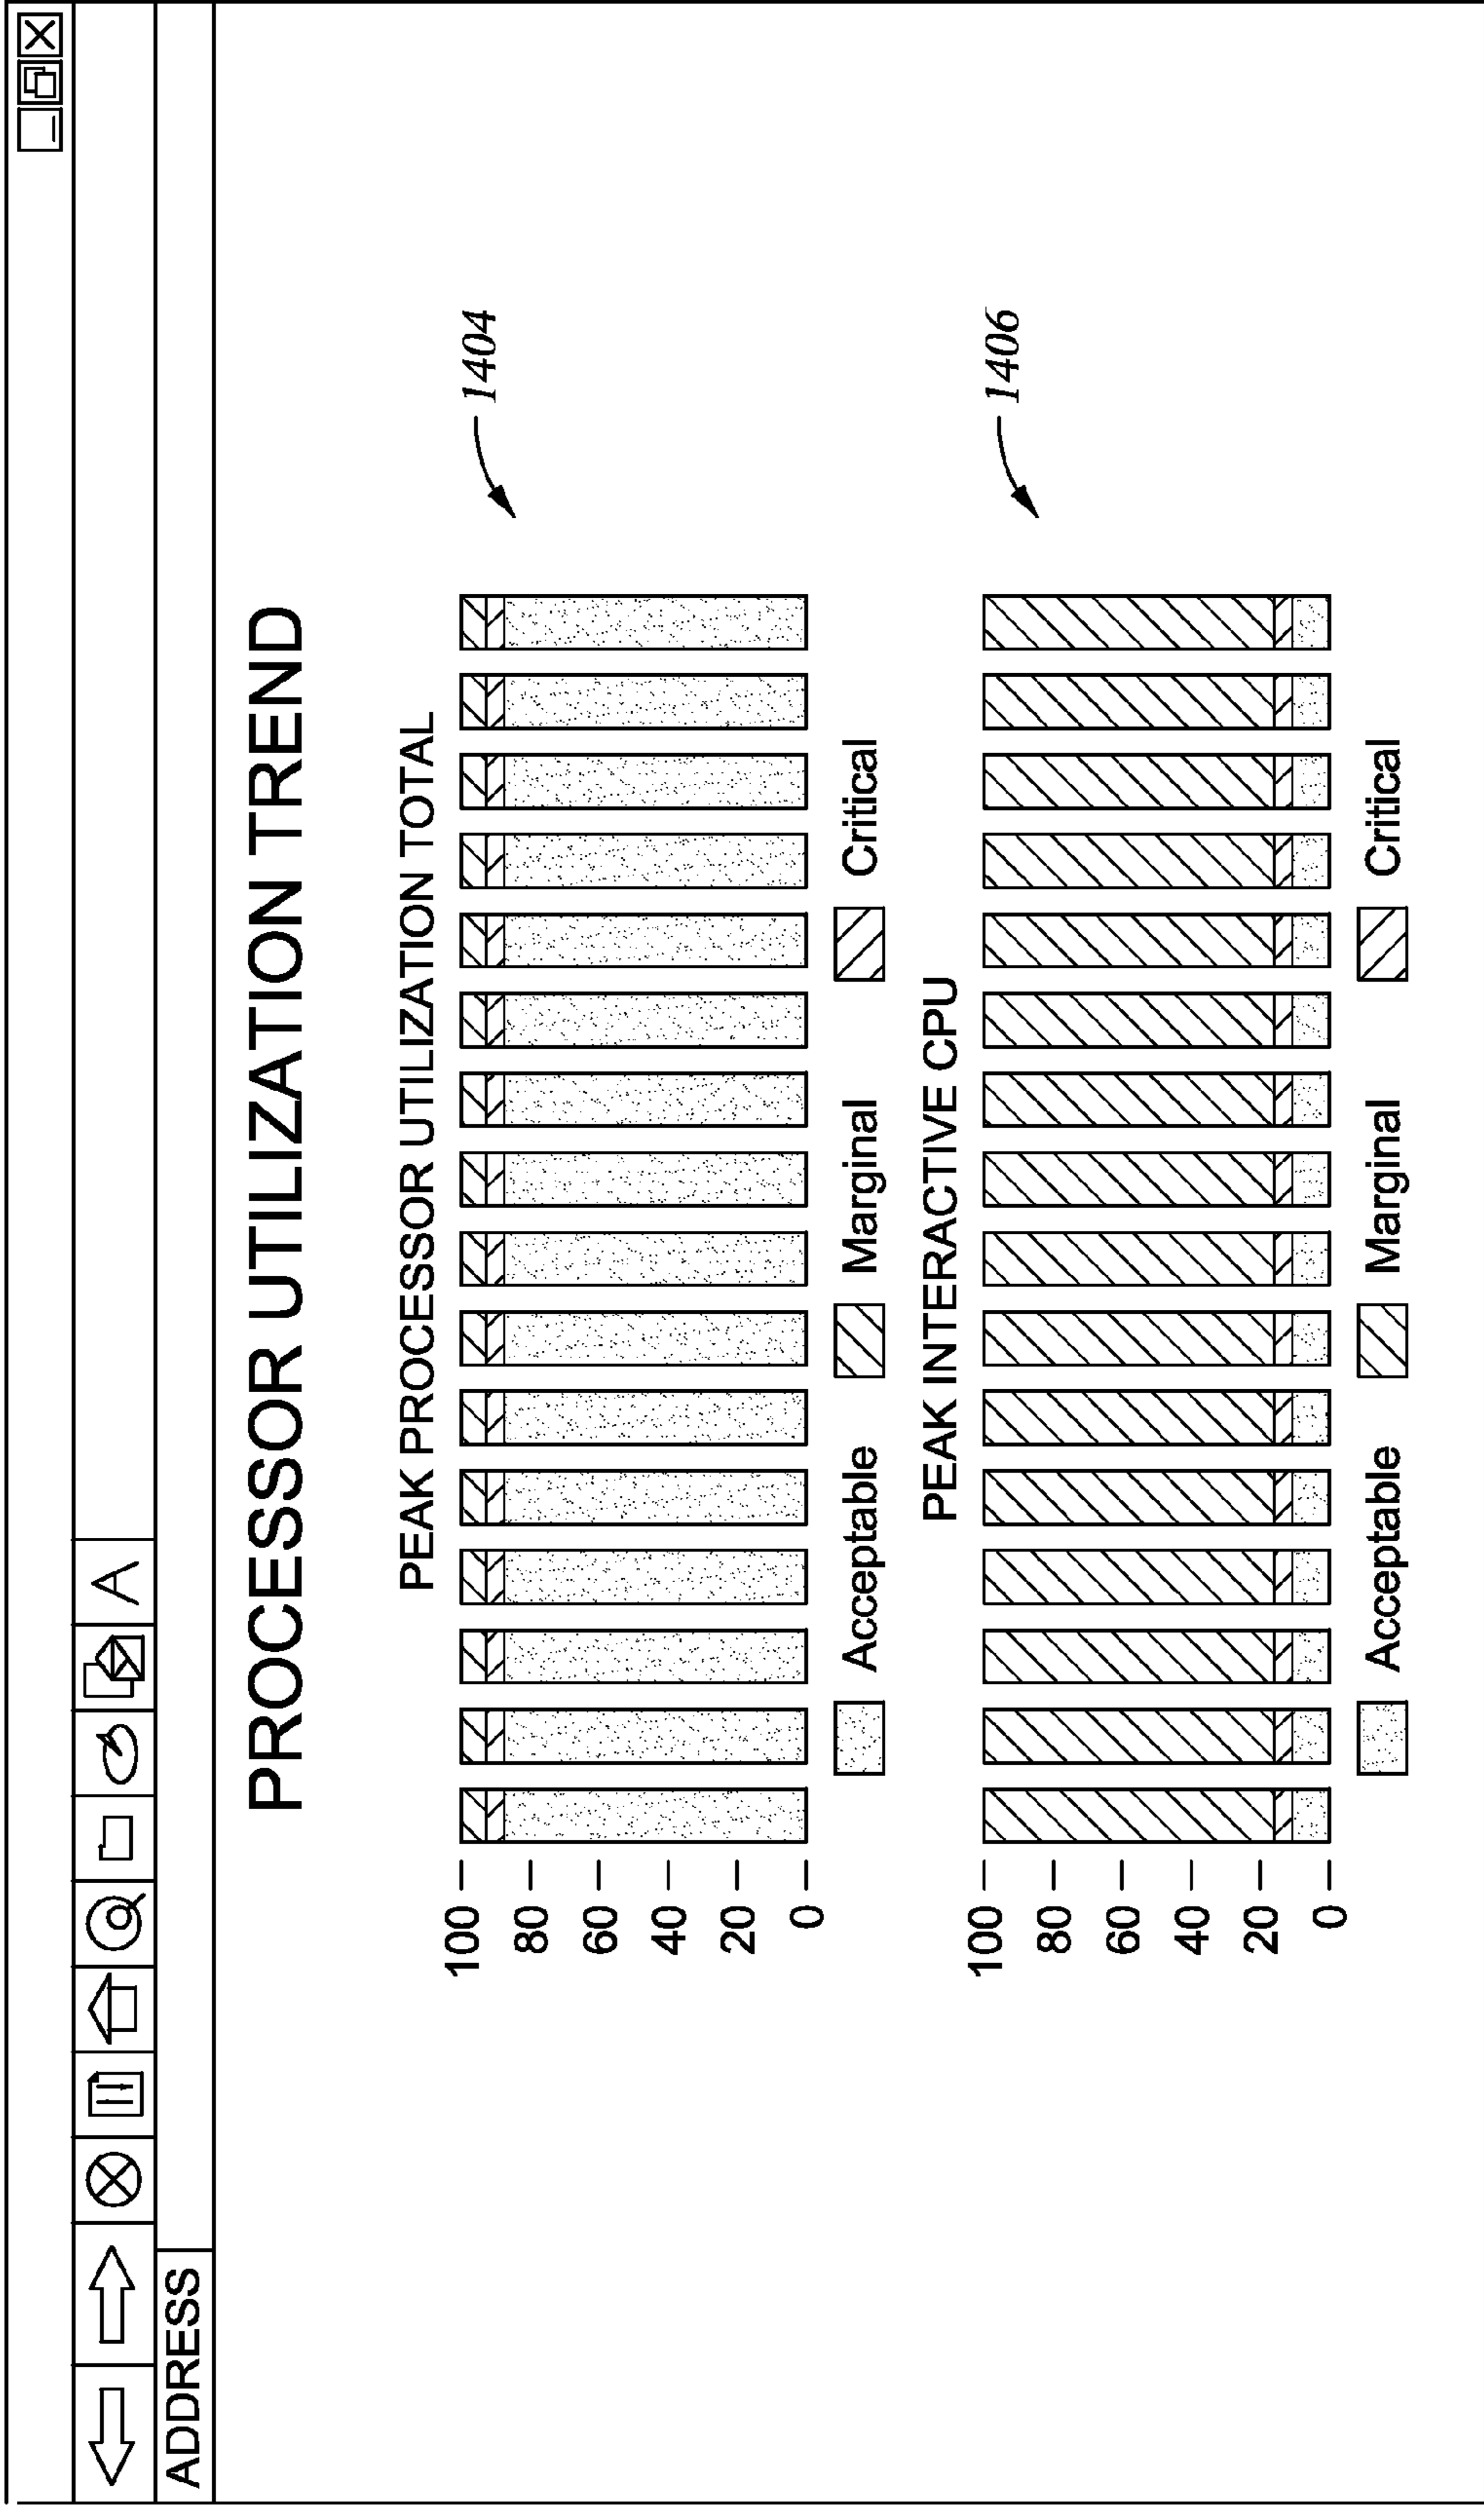 ADDRESS
A
PROCESSOR UTILIZATION TREND
PEAK PROCESSOR UTILIZATION TOTAL
1404
100
80
60
40
20
0
Acceptable Marginal Critical
PEAK INTERACTIVE CPU
1406
100
80
60
40
20
0
Acceptable Marginal Critical